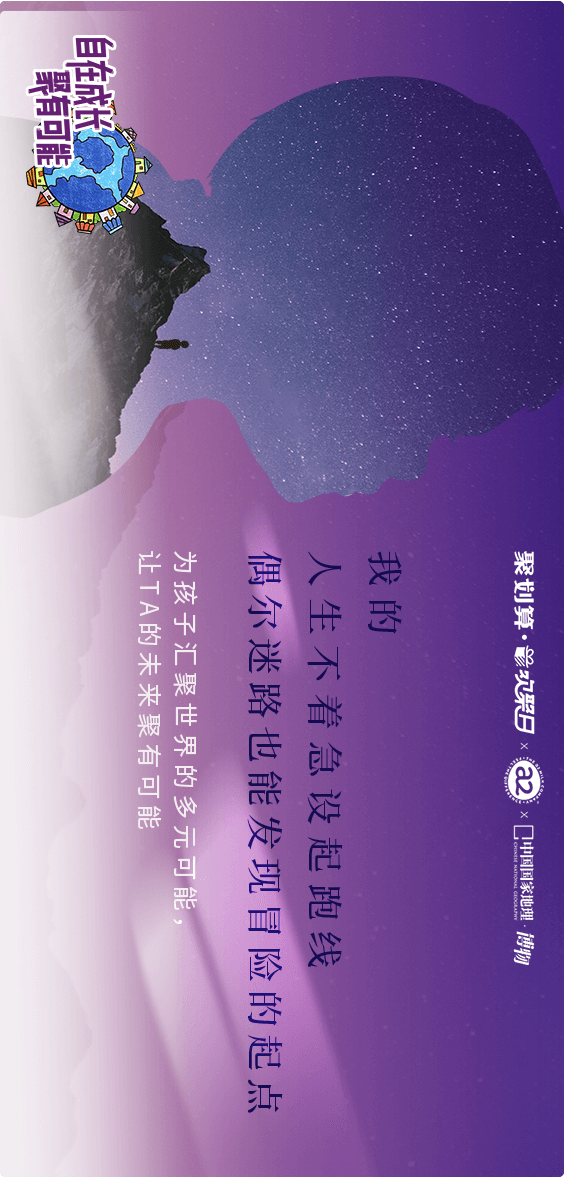 聚划算·欢聚日 × a2 × 中国国家地理·博物
CHINESE NATIONAL GEOGRAPHY
我的
人生不着急设起跑线
偶尔迷路也能发现冒险的起点
为孩子汇聚世界的多元可能，
让TA的未来聚有可能
自在成长
聚有可能